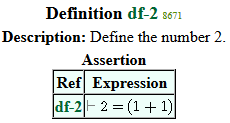 Definition df-2 8671
Description: Define the number 2.
Assertion
Ref Expression
df-2 ⊢ 2 = (1 + 1)